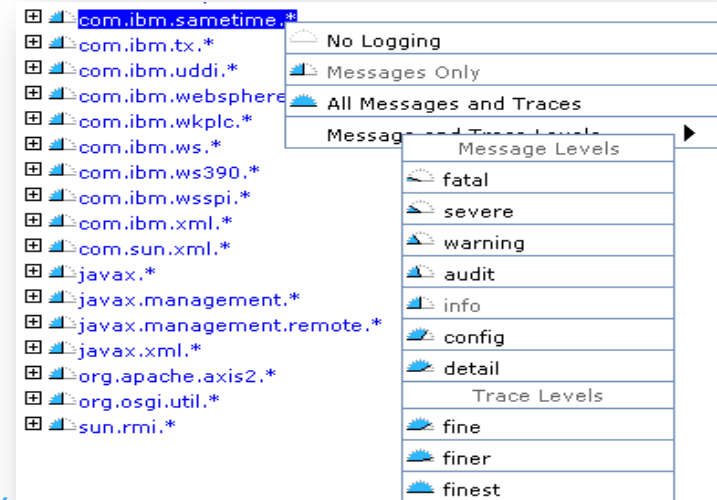 com.ibm.sametime.*
com.ibm.tx.*
com.ibm.uddi.*
com.ibm.websphere
com.ibm.wkplc.*
com.ibm.ws.*
com.ibm.ws390.*
com.ibm.wsspi.*
com.ibm.xml.*
com.sun.xml.*
javax.*
javax.management.*
javax.management.remote.*
javax.xml.*
org.apache.axis2.*
org.osgi.util.*
sun.rmi.*
No Logging
Messages Only
All Messages and Traces
Message and Trace Levels
Message Levels
fatal
severe
warning
audit
info
config
detail
Trace Levels
fine
finer
finest